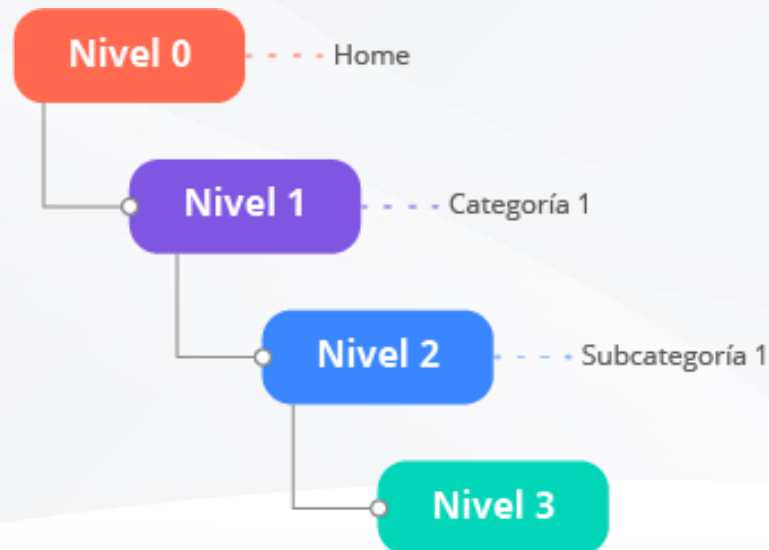 Nivel 0
Home
Nivel 1
Categoría 1
Nivel 2
Subcategoría 1
Nivel 3